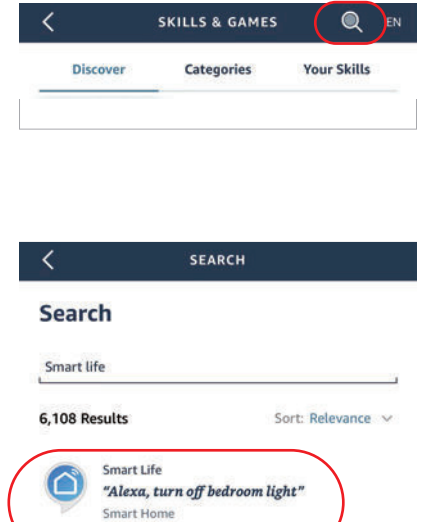 SKILLS & GAMES EN
Discover Categories Your Skills
SEARCH
Search
Smart life
6,108 Results Sort: Relevance
Smart Life
"Alexa, turn off bedroom light"
Smart Home